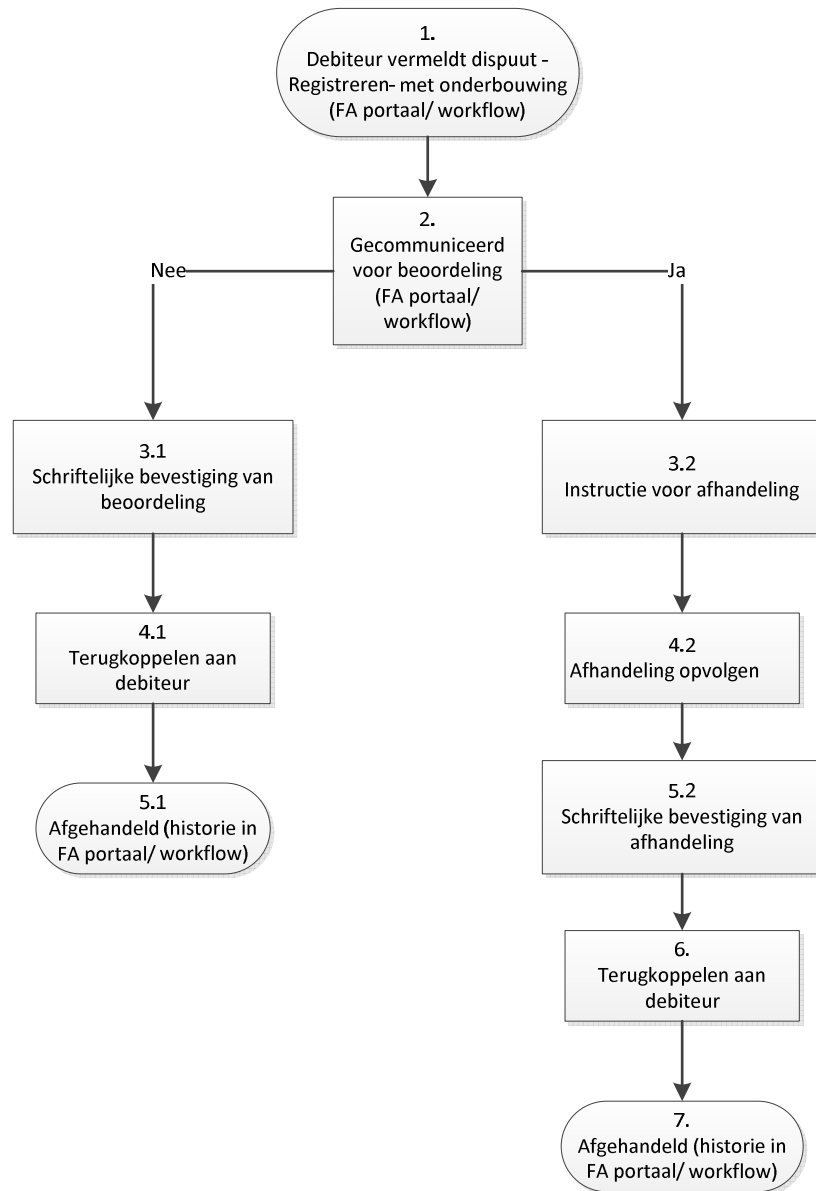 1.
Debiteur vermeldt dispuut -
Registreren- met onderbouwing
(FA portaal/ workflow)
2.
Gecommuniceerd
voor beoordeling
(FA portaal/
workflow)
Nee
Ja
3.1
Schriftelijke bevestiging van
beoordeling
3.2
Instructie voor afhandeling
4.1
Terugkoppelen aan
debiteur
4.2
Afhandeling opvolgen
5.1
Afgehandeld (historie in
FA portaal/ workflow)
5.2
Schriftelijke bevestiging van
afhandeling
6.
Terugkoppelen aan
debiteur
7.
Afgehandeld (historie in
FA portaal/ workflow)